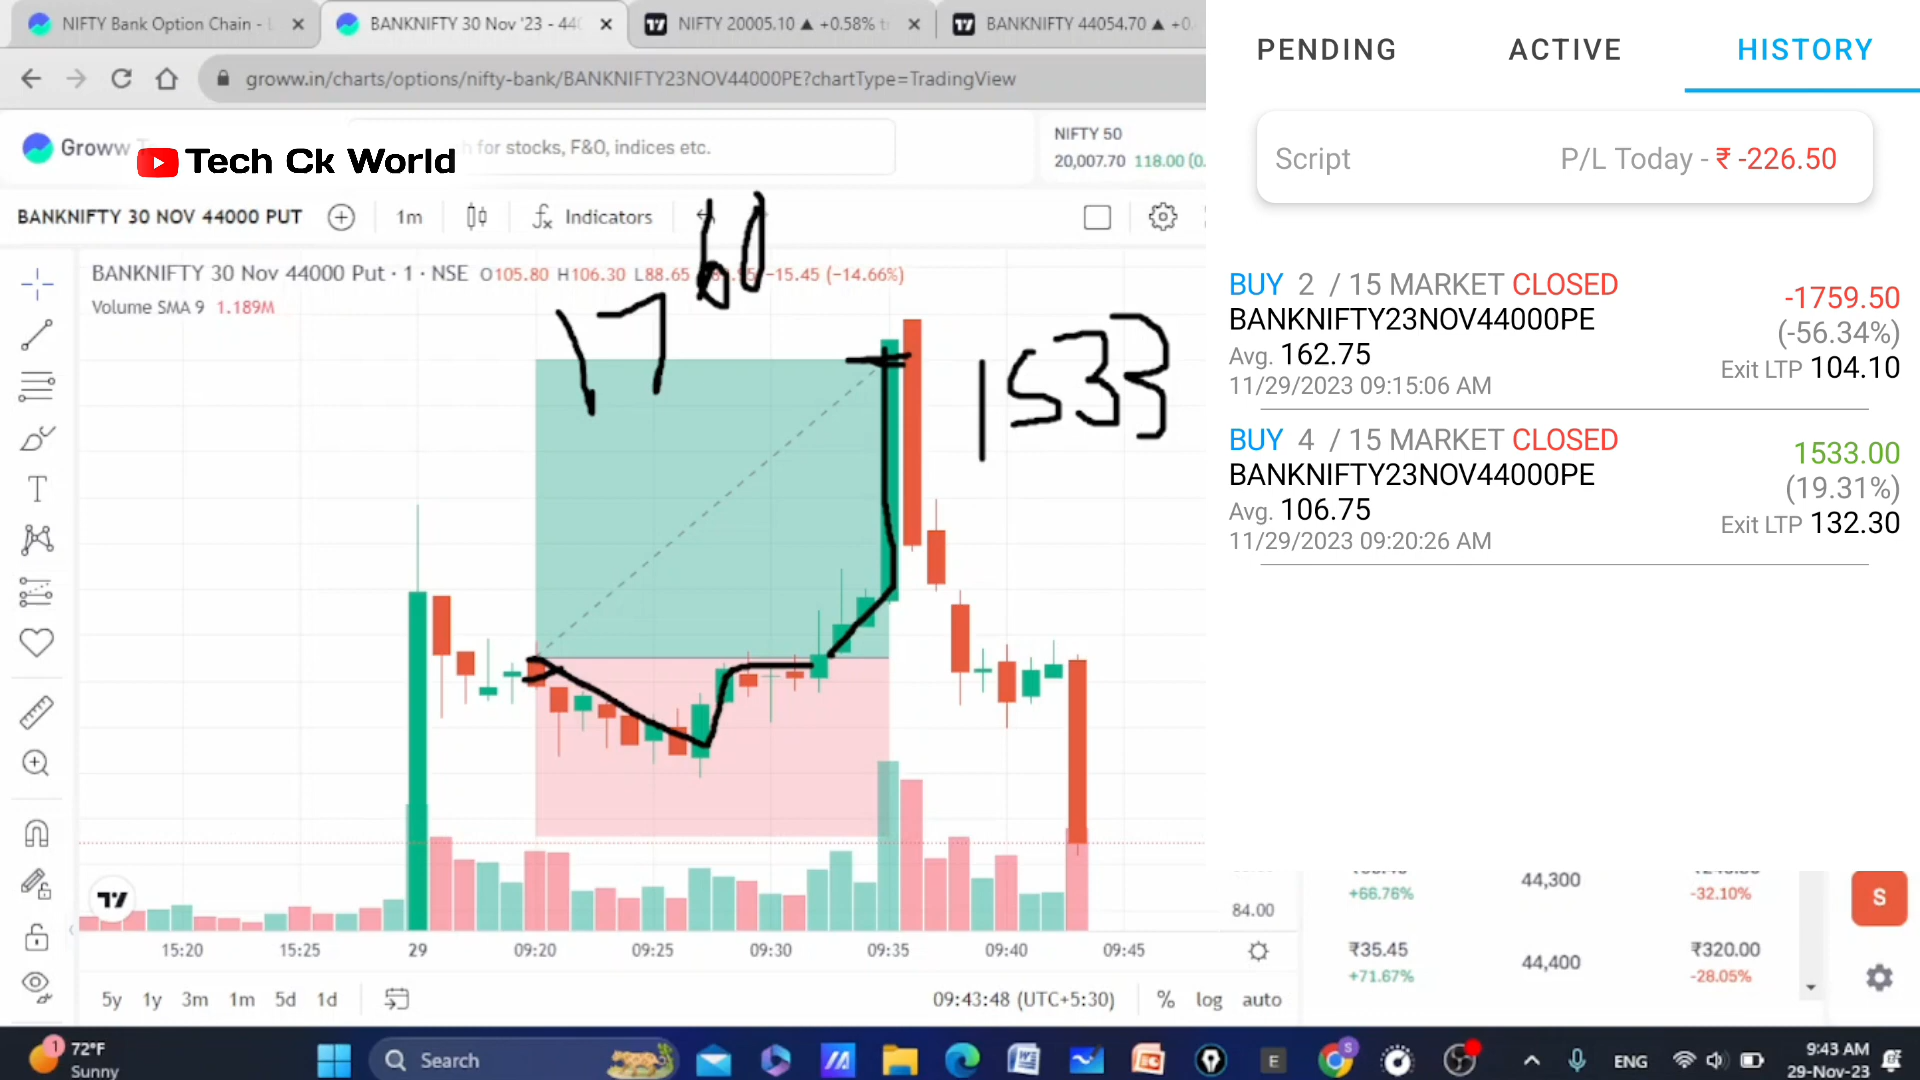 NIFTY Bank Option Chain -
BANKNIFTY 30 Nov '23 - 44
NIFTY 20005.10 ▲ +0.58%
BANKNIFTY 44054.70 ▲ +0.
groww.in/charts/options/nifty-bank/BANKNIFTY23NOV44000PE?chartType=TradingView
Groww
Tech Ck World
h for stocks, F&O, indices etc.
NIFTY 50
20,007.70 118.00 (0.
BANKNIFTY 30 NOV 44000 PUT
1m
Indicators
BANKNIFTY 30 Nov 44000 Put · 1 · NSE O105.80 H106.30 L88.65 −15.45 (−14.66%)
Volume SMA 9 1.189M
1760
1533
PENDING ACTIVE HISTORY
Script P/L Today - ₹ -226.50
BUY 2 / 15 MARKET CLOSED
-1759.50
BANKNIFTY23NOV44000PE
(-56.34%)
Avg. 162.75
Exit LTP 104.10
11/29/2023 09:15:06 AM
BUY 4 / 15 MARKET CLOSED
1533.00
BANKNIFTY23NOV44000PE
(19.31%)
Avg. 106.75
Exit LTP 132.30
11/29/2023 09:20:26 AM
+66.76% 44,300 -32.10%
₹35.45 44,400 ₹320.00
+71.67% -28.05%
S
84.00
15:20 15:25 29 09:20 09:25 09:30 09:35 09:40 09:45
5y 1y 3m 1m 5d 1d
09:43:48 (UTC+5:30) % log auto
1
72°F
Sunny
Search
E
S
ENG
9:43 AM
29-Nov-23